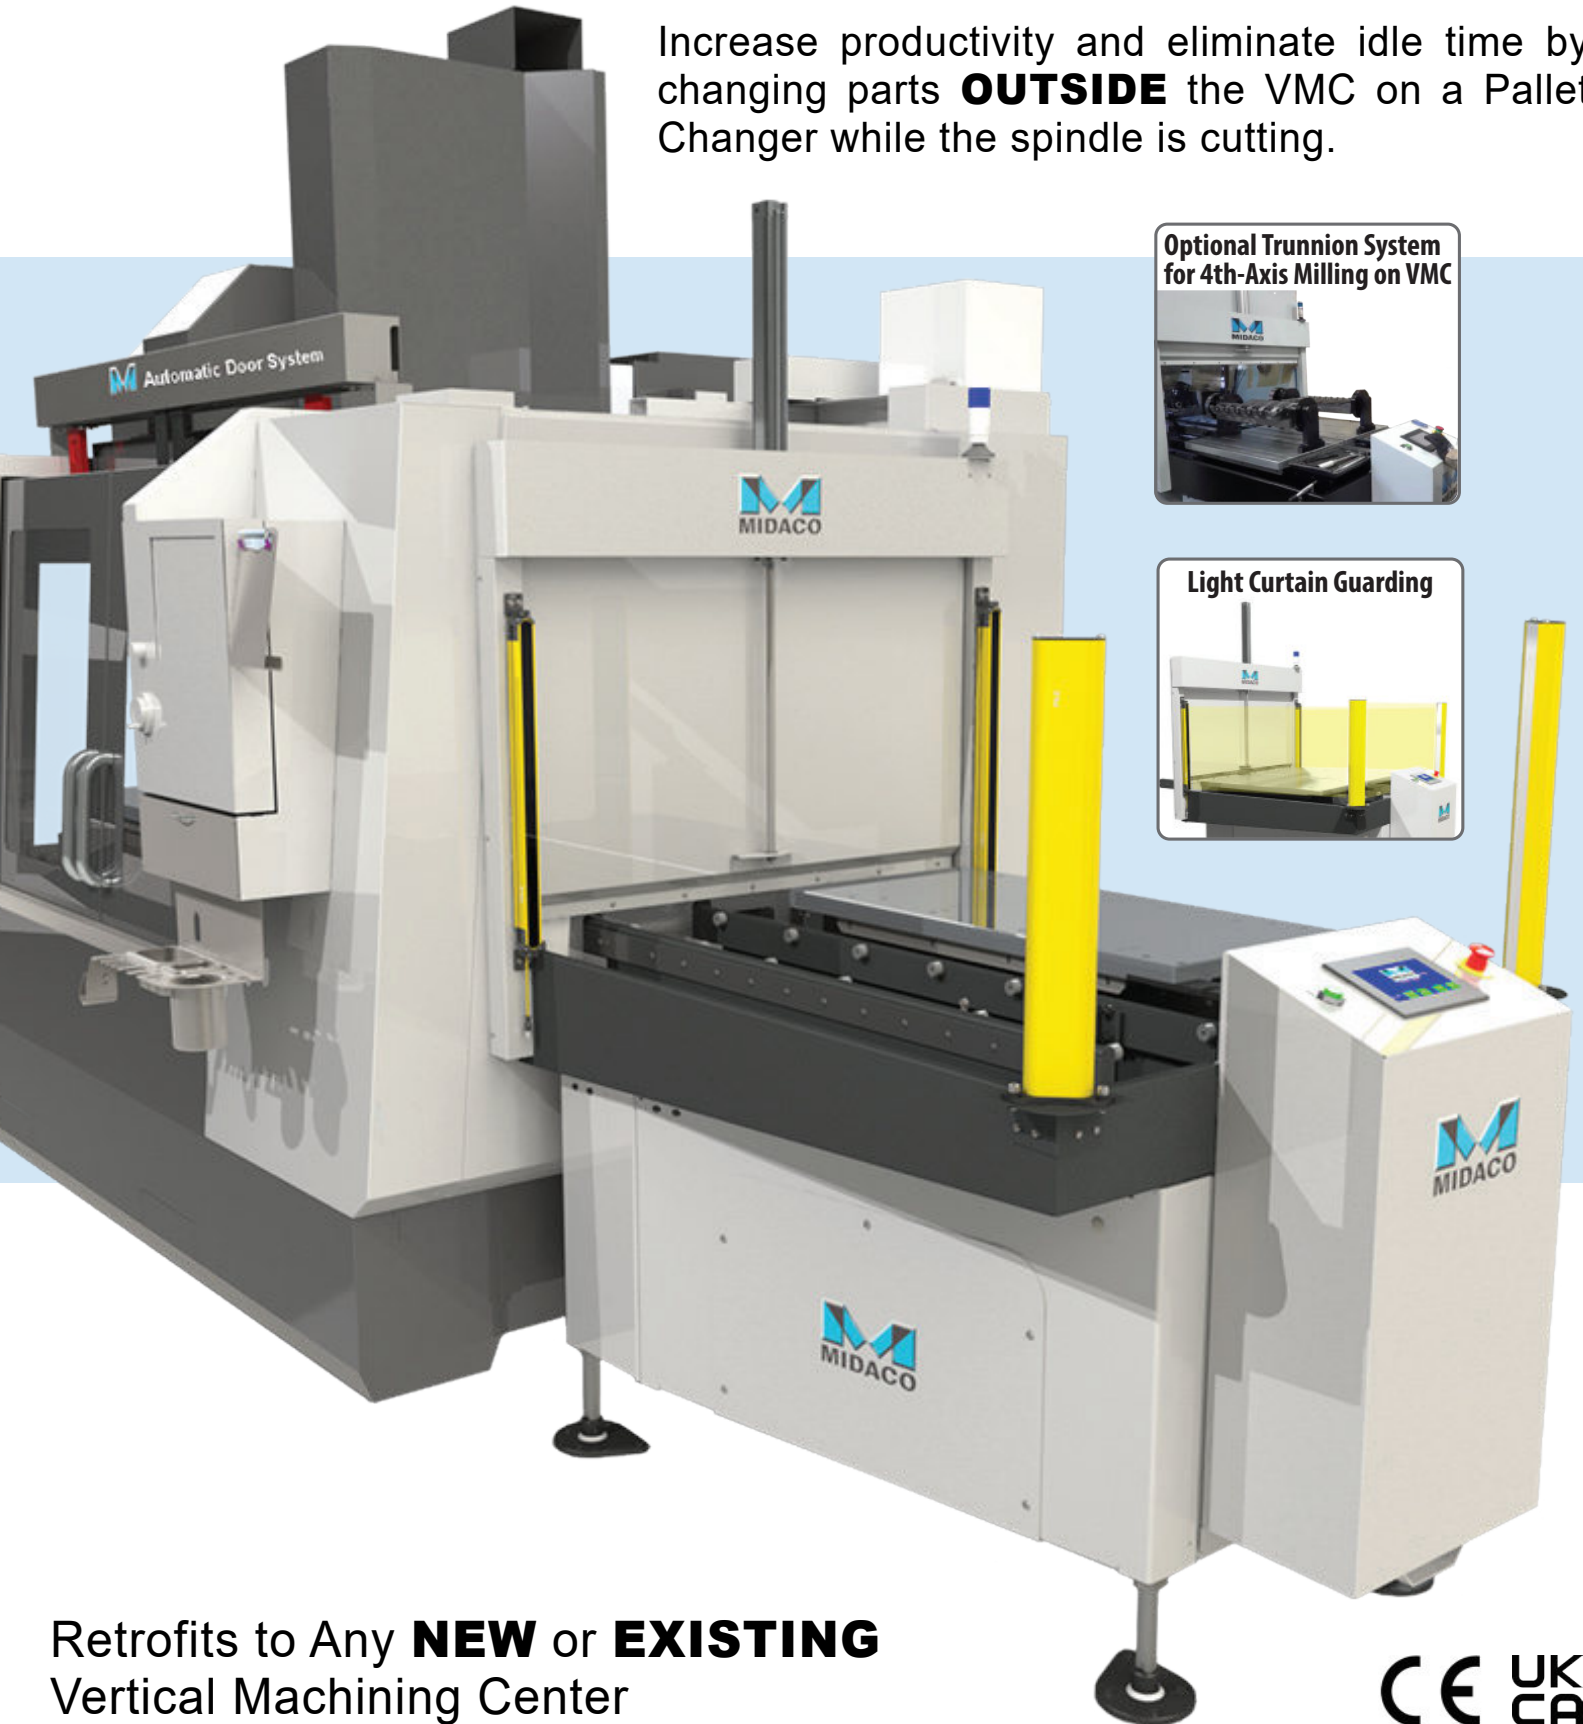 Increase productivity and eliminate idle time by
changing parts OUTSIDE the VMC on a Pallet
Changer while the spindle is cutting.
Optional Trunnion System
for 4th-Axis Milling on VMC
MIDACO
Automatic Door System
MIDACO
Light Curtain Guarding
MIDACO
MIDACO
MIDACO
Retrofits to Any NEW or EXISTING
Vertical Machining Center
CE UK
CA